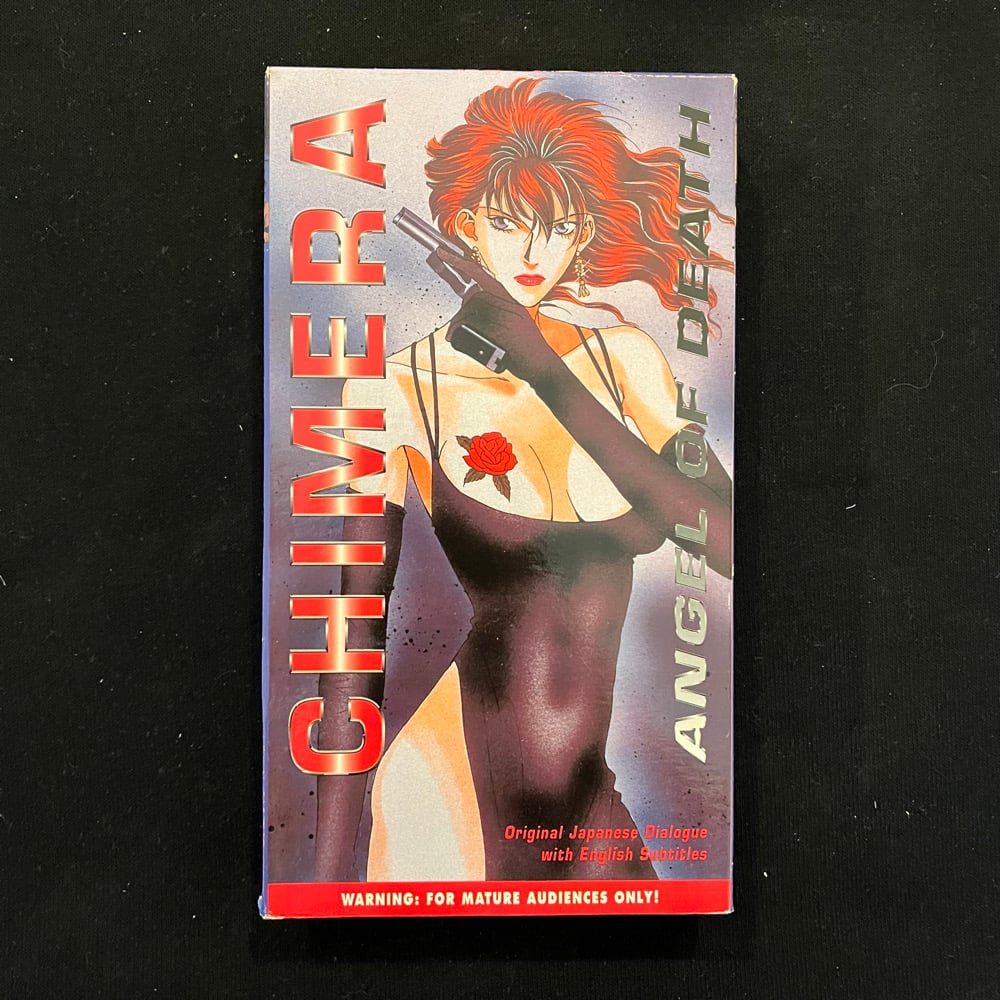 CHIMERA
ANGEL OF DEATH
Original Japanese Dialogue
with English Subtitles
WARNING: FOR MATURE AUDIENCES ONLY!